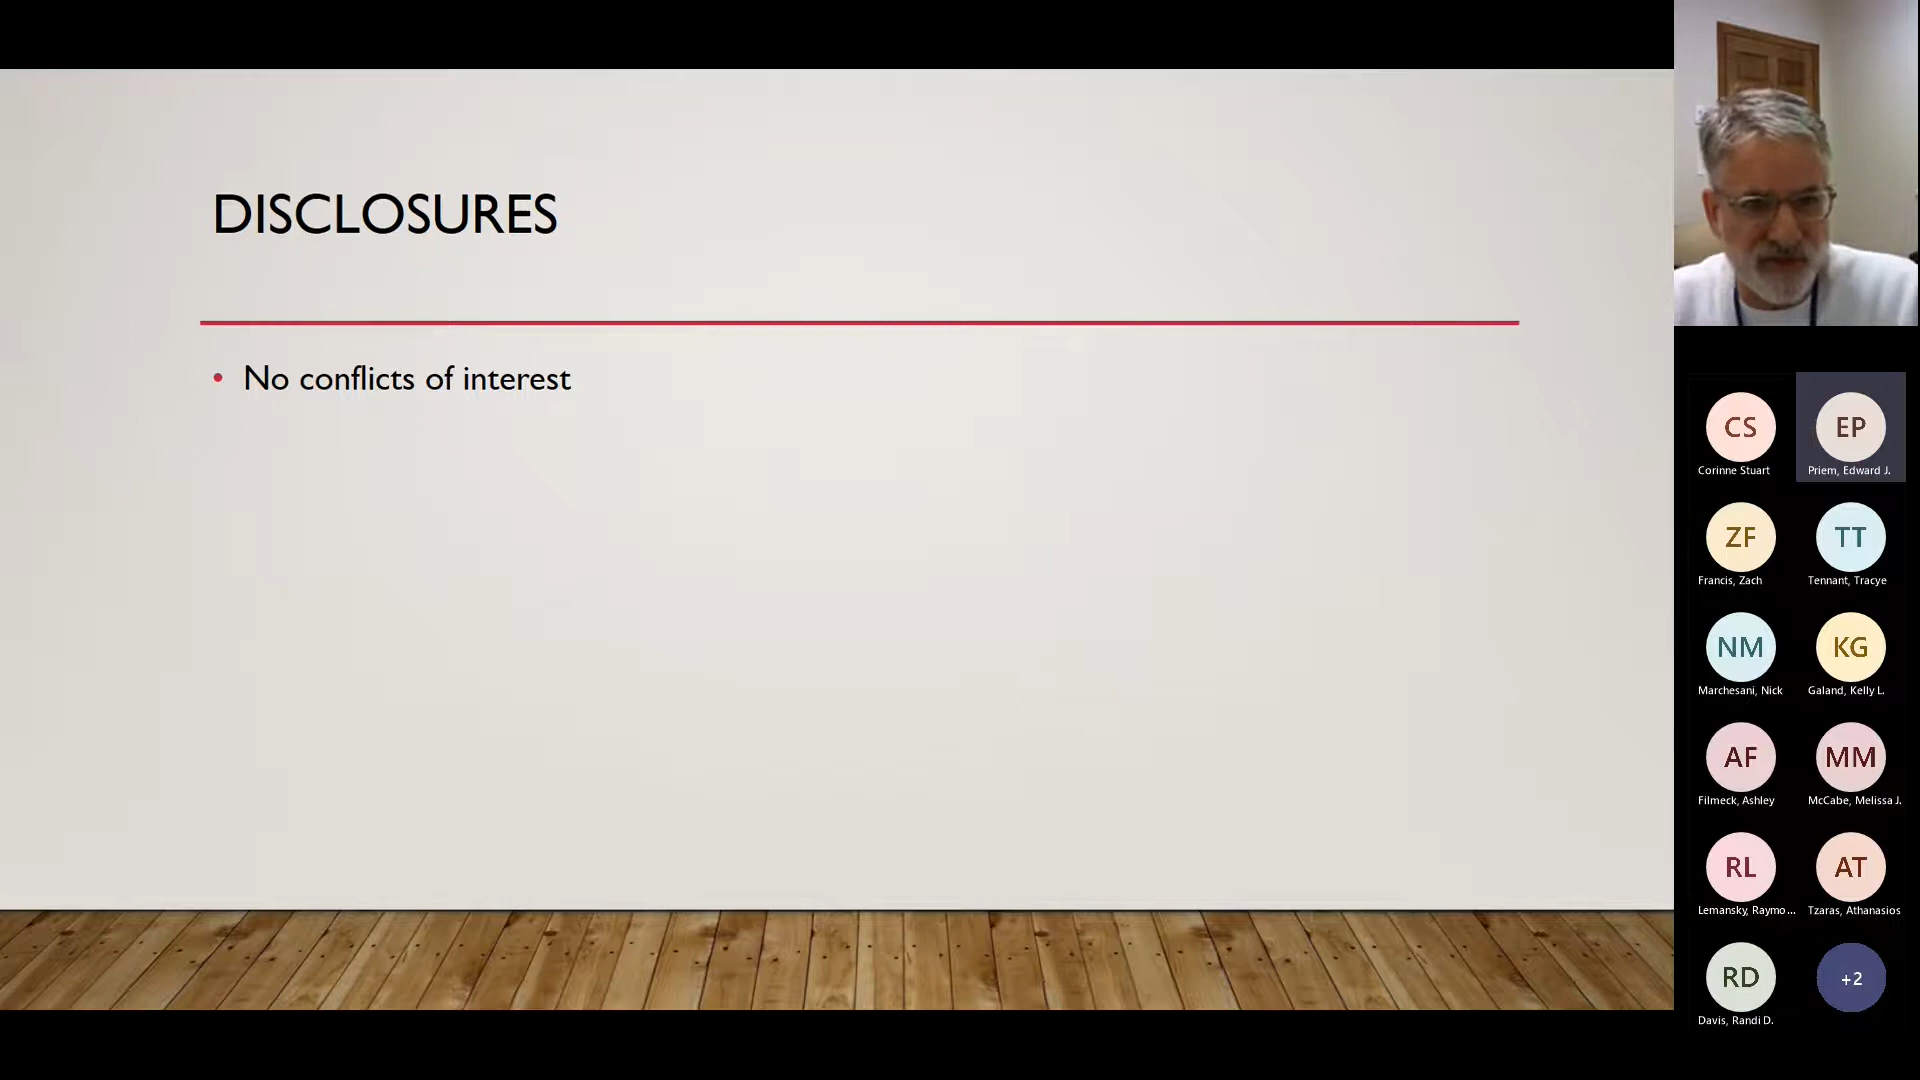 DISCLOSURES
• No conflicts of interest
CS
Corinne Stuart
EP
Priem, Edward J.
ZF
Francis, Zach
TT
Tennant, Tracye
NM
Marchesani, Nick
KG
Galand, Kelly L.
AF
Filmeck, Ashley
MM
McCabe, Melissa J.
RL
Lemansky, Raymo...
AT
Tzaras, Athanasios
RD
Davis, Randi D.
+2